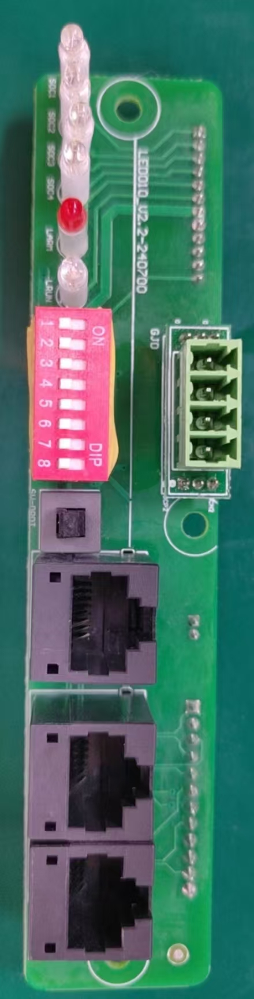 SOC1
SOC2
SOC3
SOC4
LARM
LRUN
LED010_V2.2-240700
ON
1
2
3
4
5
6
7
8
DIP
GJD